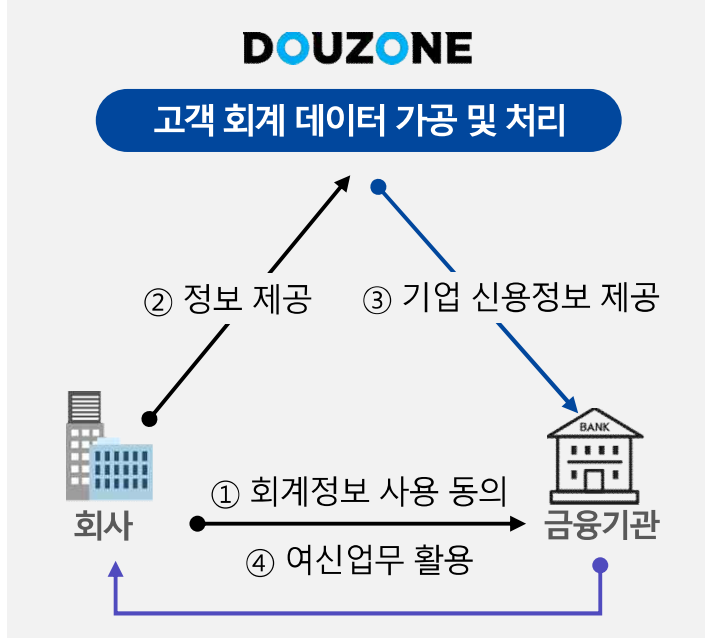 DOUZONE
고객 회계 데이터 가공 및 처리
② 정보 제공
③ 기업 신용정보 제공
BANK
① 회계정보 사용 동의
회사
금융기관
④ 여신업무 활용